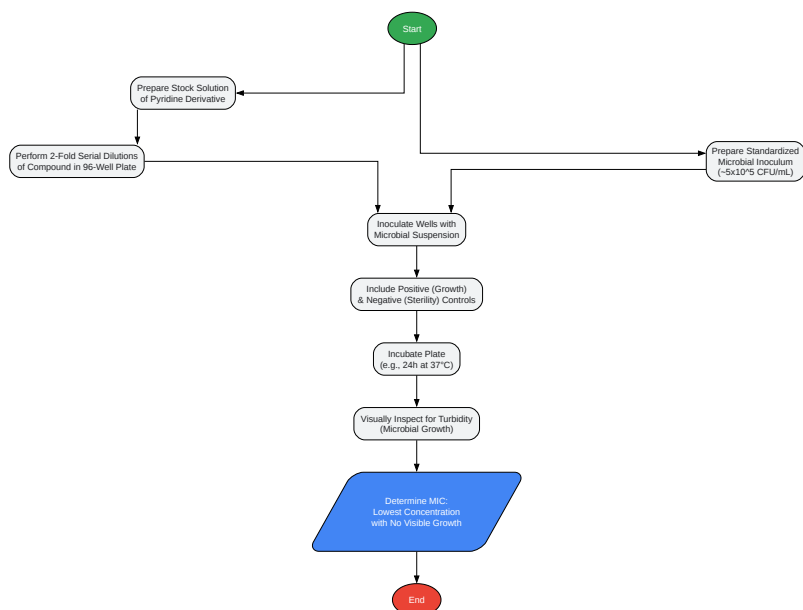 Start
Prepare Stock Solution
of Pyridine Derivative
Perform 2-Fold Serial Dilutions
of Compound in 96-Well Plate
Prepare Standardized
Microbial Inoculum
(~5x10^5 CFU/mL)
Inoculate Wells with
Microbial Suspension
Include Positive (Growth)
& Negative (Sterility) Controls
Incubate Plate
(e.g., 24h at 37°C)
Visually Inspect for Turbidity
(Microbial Growth)
Determine MIC:
Lowest Concentration
with No Visible Growth
End